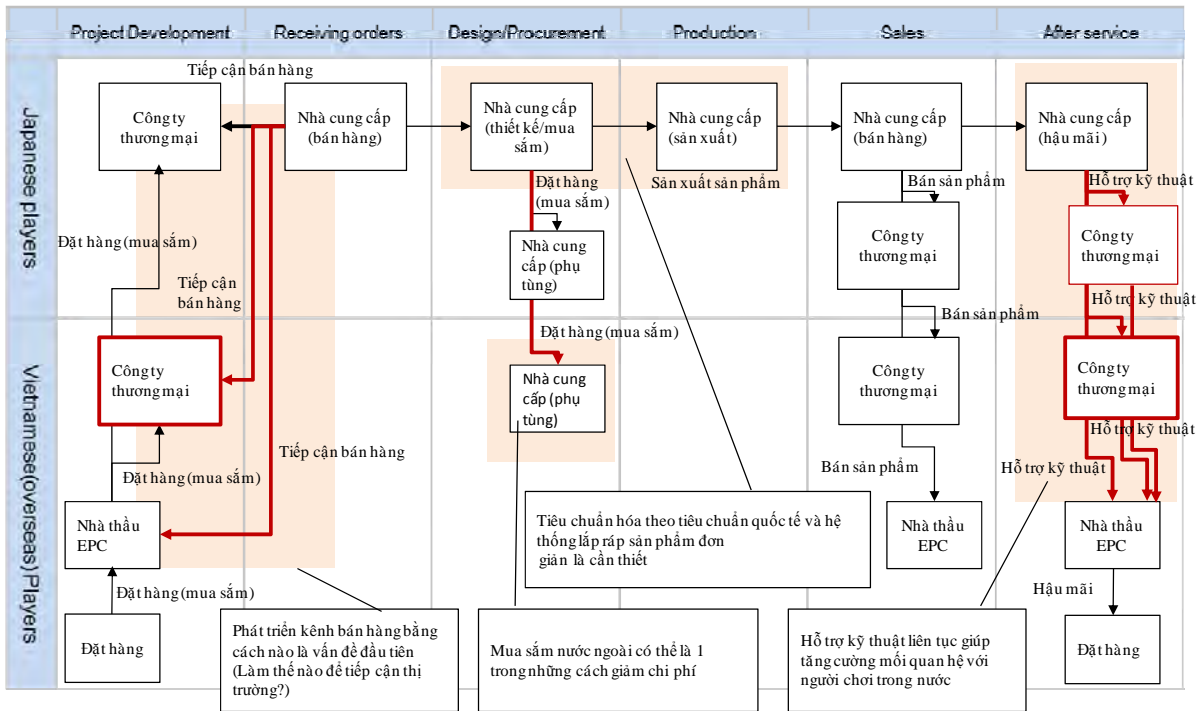 Project Development
Receiving orders
Design/Procurement
Production
Sales
After service
Japanese players
Tiếp cận bán hàng
Công ty
thương mại
Nhà cung cấp
(bán hàng)
Nhà cung cấp
(thiết kế/mua
sắm)
Nhà cung cấp
(sản xuất)
Nhà cung cấp
(bán hàng)
Nhà cung cấp
(hậu mãi)
Đặt hàng
(mua sắm)
Sản xuất sản phẩm
Bán sản phẩm
Hỗ trợ kỹ thuật
Đặt hàng (mua sắm)
Tiếp cận
bán hàng
Nhà cung
cấp (phụ
tùng)
Công ty
thương mại
Công ty
thương mại
Hỗ trợ kỹ thuật
Bán sản phẩm
Vietnamese(overseas) Players
Đặt hàng (mua sắm)
Công ty
thương mại
Nhà cung
cấp (phụ
tùng)
Công ty
thương mại
Công ty
thương mại
Hỗ trợ kỹ thuật
Tiếp cận bán hàng
Đặt hàng (mua sắm)
Bán sản phẩm
Hỗ trợ kỹ thuật
Nhà thầu
EPC
Tiêu chuẩn hóa theo tiêu chuẩn quốc tế và hệ
thống lắp ráp sản phẩm đơn
giản là cần thiết
Nhà thầu
EPC
Nhà thầu
EPC
Đặt hàng (mua sắm)
Hậu mãi
Đặt hàng
Phát triển kênh bán hàng bằng
cách nào là vấn đề đầu tiên
(Làm thế nào để tiếp cận thị
trường?)
Mua sắm nước ngoài có thể là 1
trong những cách giảm chi phí
Hỗ trợ kỹ thuật liên tục giúp
tăng cường mối quan hệ với
người chơi trong nước
Đặt hàng